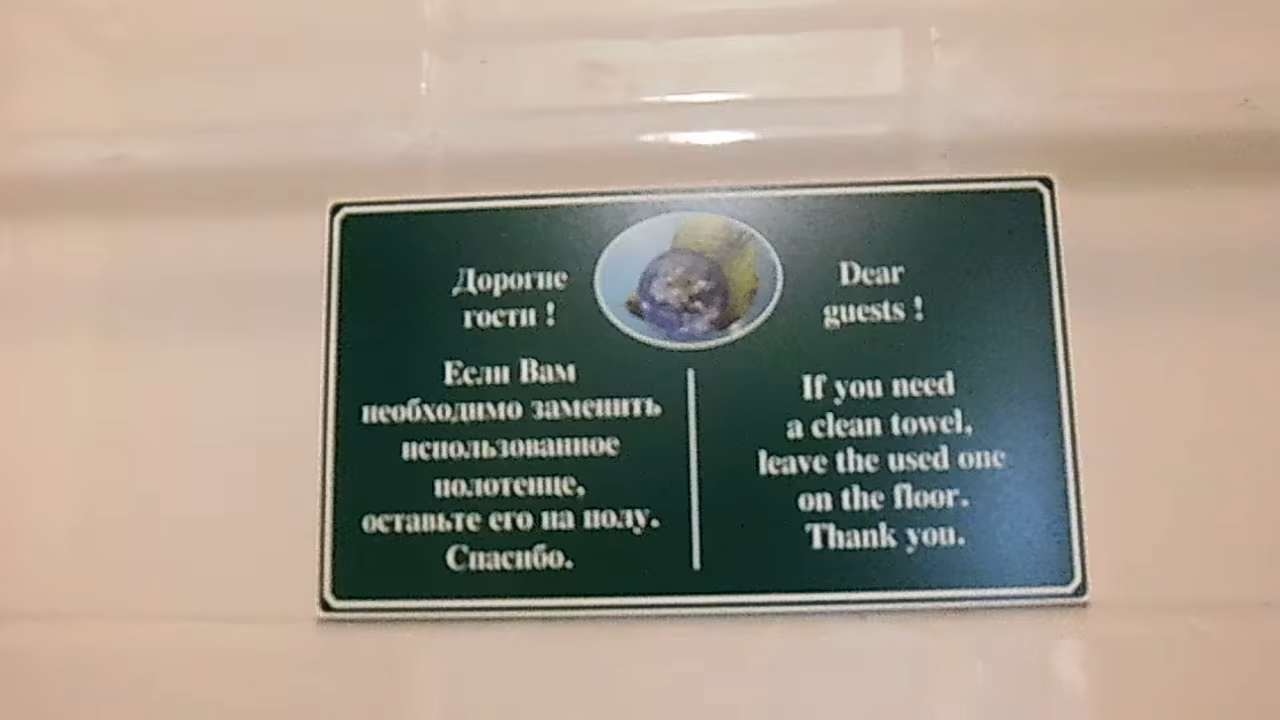 Дорогие
гости !
Если Вам
необходимо заменить
использованное
полотенце,
оставьте его на полу.
Спасибо.
Dear
guests !
If you need
a clean towel,
leave the used one
on the floor.
Thank you.